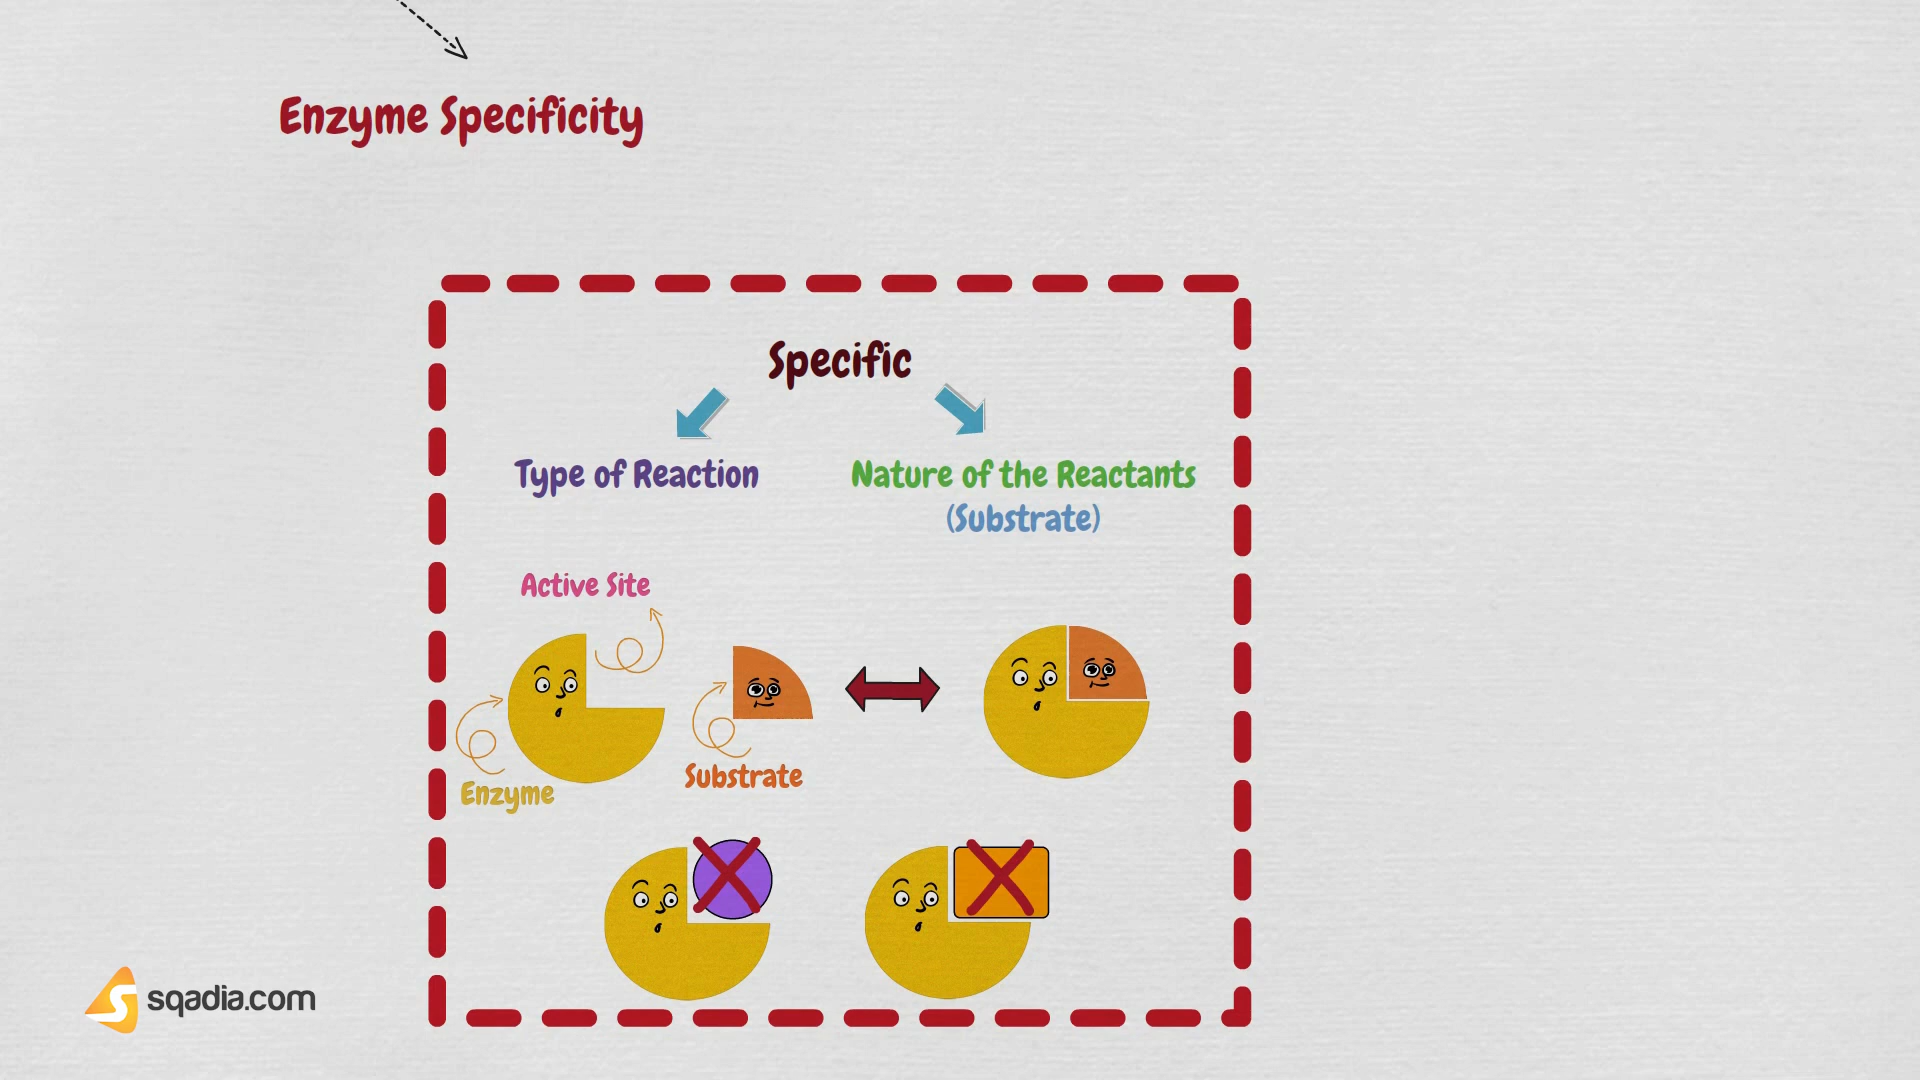 Enzyme Specificity
Specific
Type of Reaction
Nature of the Reactants
(Substrate)
Active Site
Substrate
Enzyme
sqadia.com